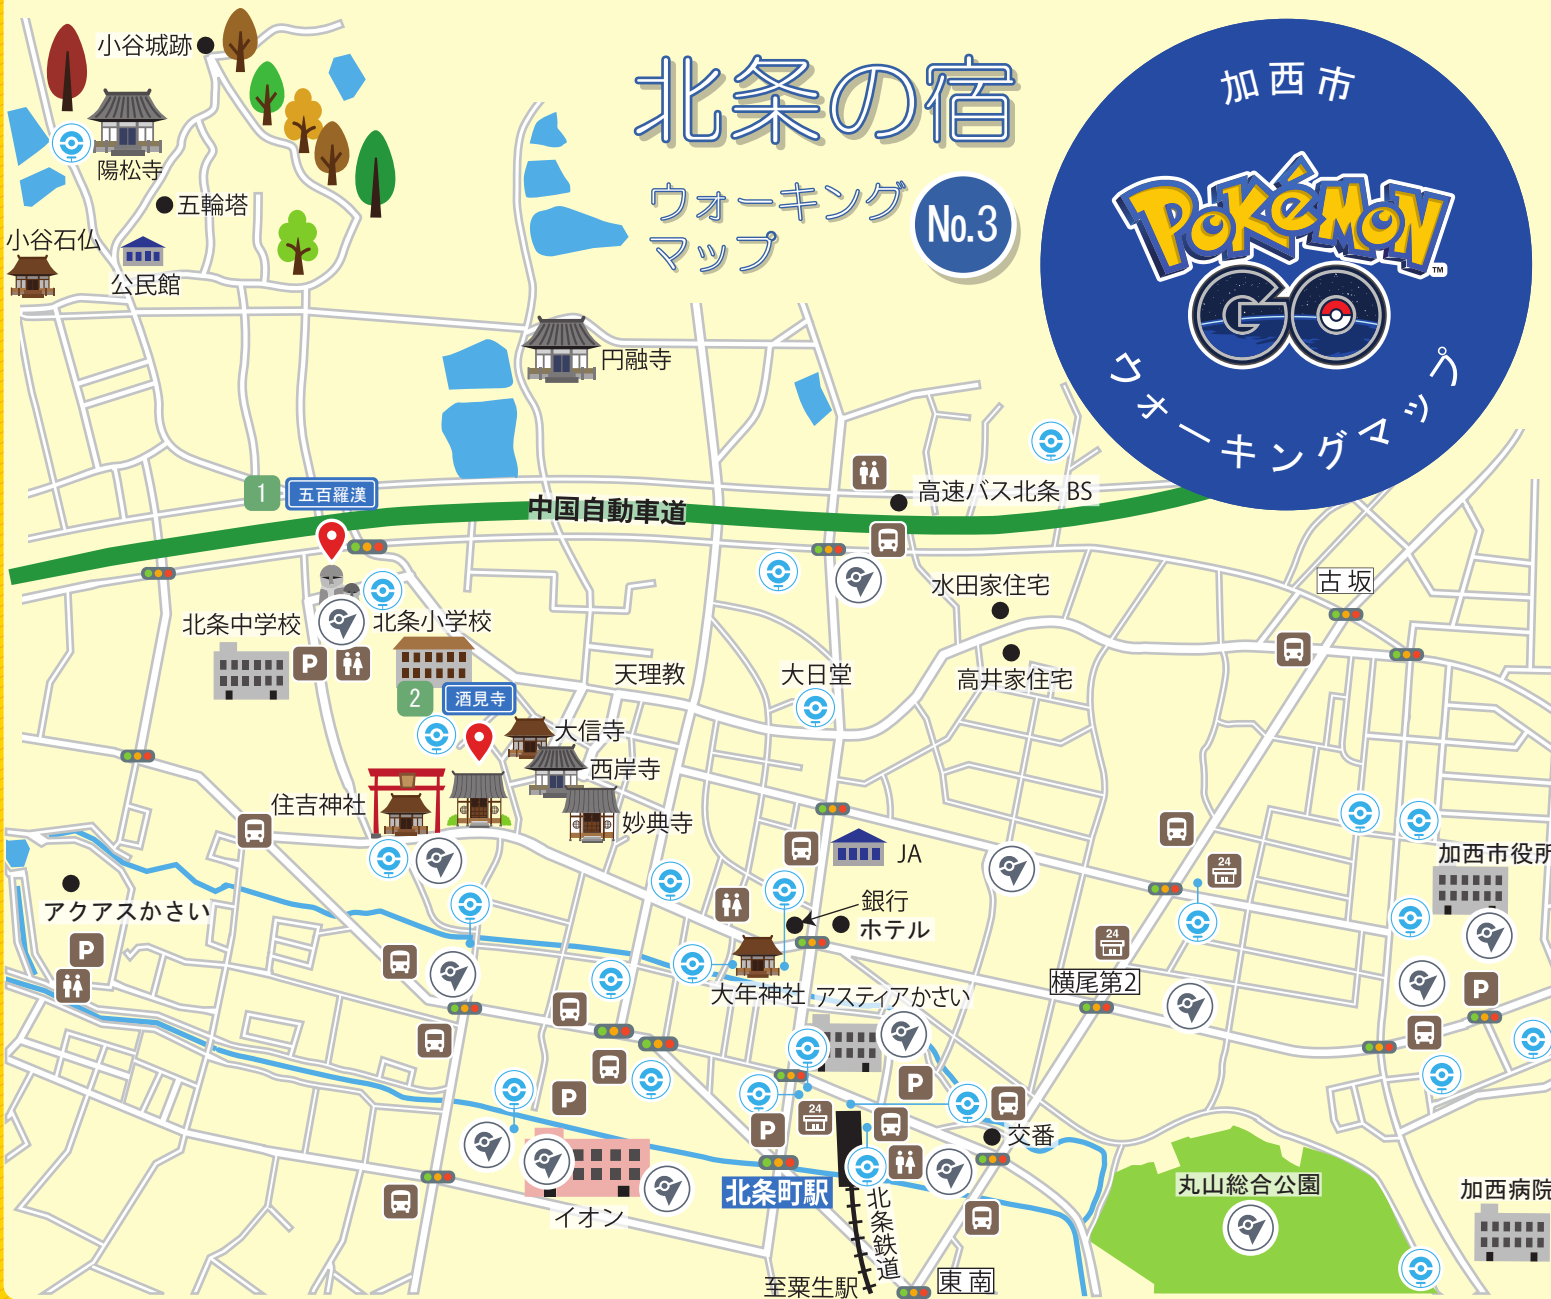 小谷城跡
陽松寺
五輪塔
小谷石仏
公民館
北条の宿
ウォーキング
マップ
No.3
加西市
POKéMON
™
GO
ウォーキングマップ
円融寺
1
五百羅漢
中国自動車道
高速バス北条 BS
北条中学校
北条小学校
P
水田家住宅
高井家住宅
古坂
天理教
大日堂
2
酒見寺
大信寺
西岸寺
妙典寺
住吉神社
JA
銀行
ホテル
24
加西市役所
アクアスかさい
P
24
横尾第2
大年神社
アスティアかさい
P
P
P
24
P
交番
北条町駅
北条鉄道
イオン
丸山総合公園
加西病院
至粟生駅
東南